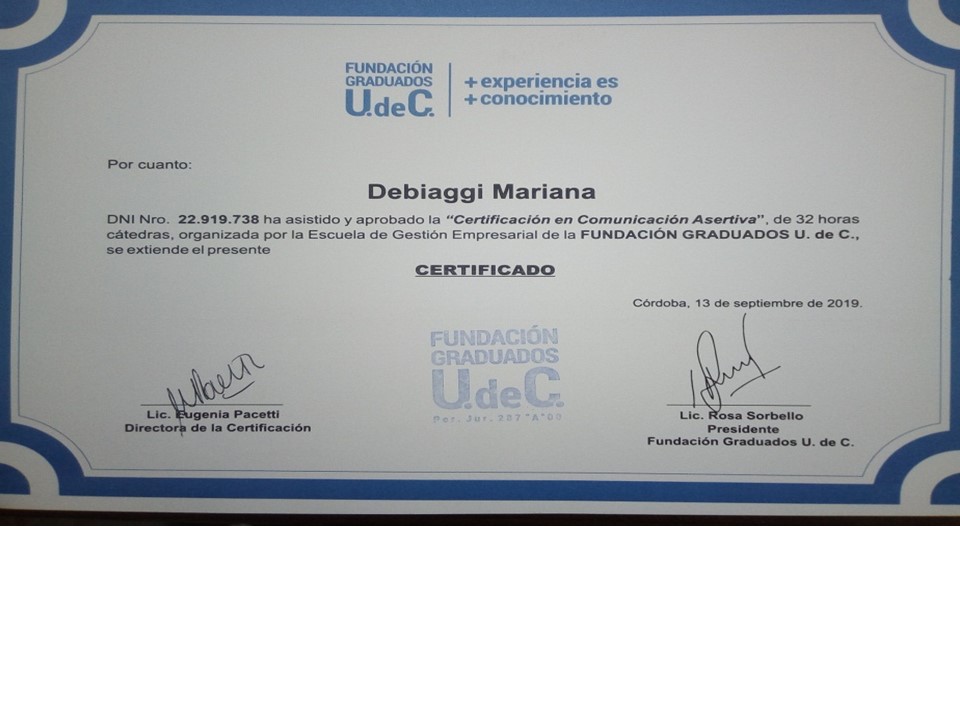 FUNDACIÓN
GRADUADOS
U.deC.
+experiencia es
+conocimiento
Por cuanto:
Debiaggi Mariana
DNI Nro. 22.919.738 ha asistido y aprobado la “Certificación en Comunicación Asertiva”, de 32 horas
cátedras, organizada por la Escuela de Gestión Empresarial de la FUNDACIÓN GRADUADOS U. de C.,
se extiende el presente
CERTIFICADO
Córdoba, 13 de septiembre de 2019.
FUNDACIÓN
GRADUADOS
U.deC.
Per. Jur. 287 "A"
Lic. Eugenia Pacetti
Directora de la Certificación
Lic. Rosa Sorbello
Presidente
Fundación Graduados U. de C.